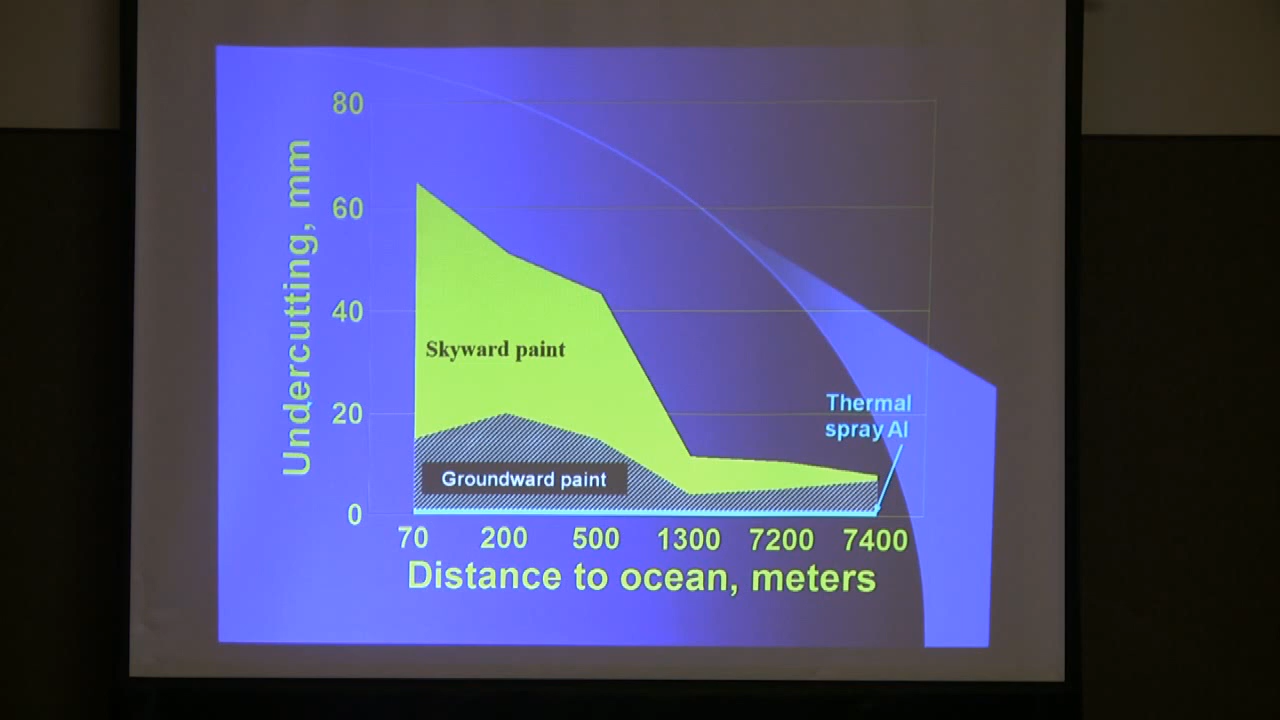 80
60
40
20
0
Undercutting, mm
Skyward paint
Groundward paint
Thermal
spray Al
70 200 500 1300 7200 7400
Distance to ocean, meters